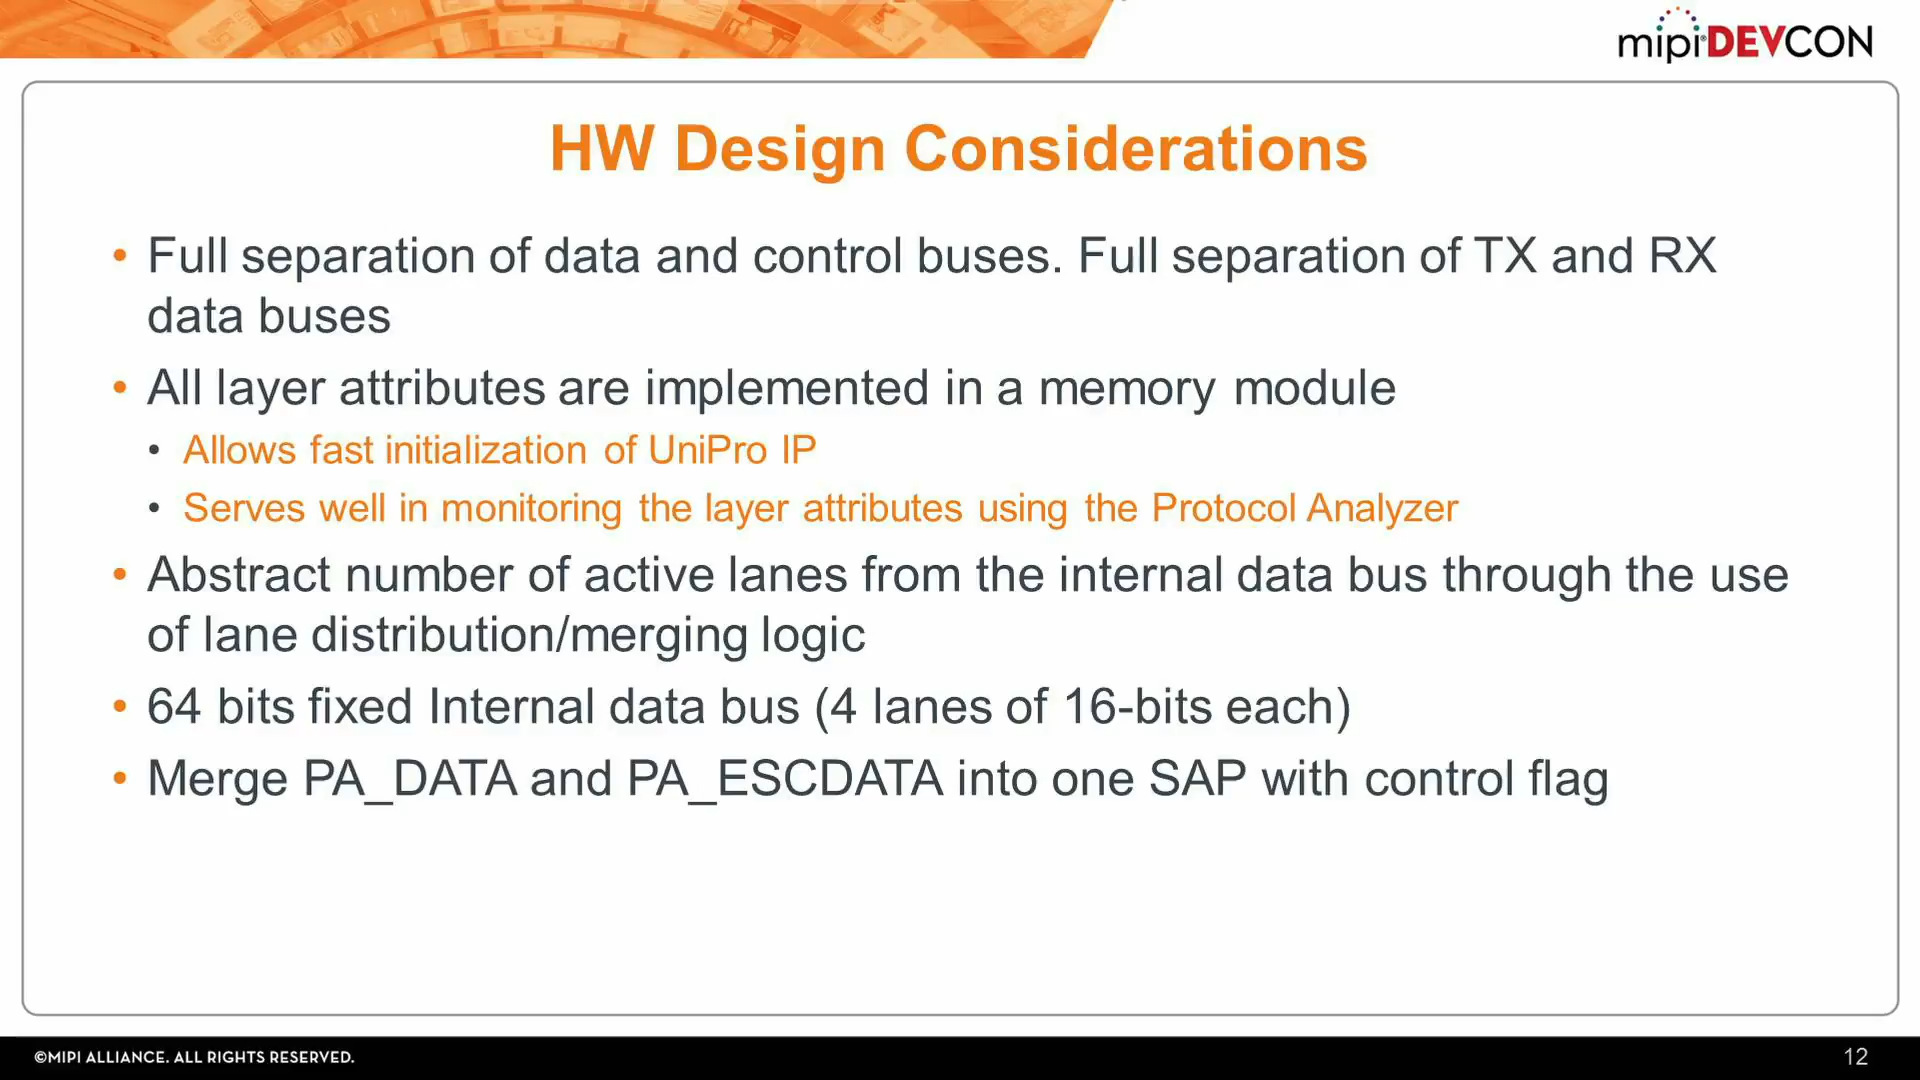 mipi®DEVCON
HW Design Considerations
• Full separation of data and control buses. Full separation of TX and RX
data buses
• All layer attributes are implemented in a memory module
• Allows fast initialization of UniPro IP
• Serves well in monitoring the layer attributes using the Protocol Analyzer
• Abstract number of active lanes from the internal data bus through the use
of lane distribution/merging logic
• 64 bits fixed Internal data bus (4 lanes of 16-bits each)
• Merge PA_DATA and PA_ESCDATA into one SAP with control flag
©MIPI ALLIANCE. ALL RIGHTS RESERVED.
12